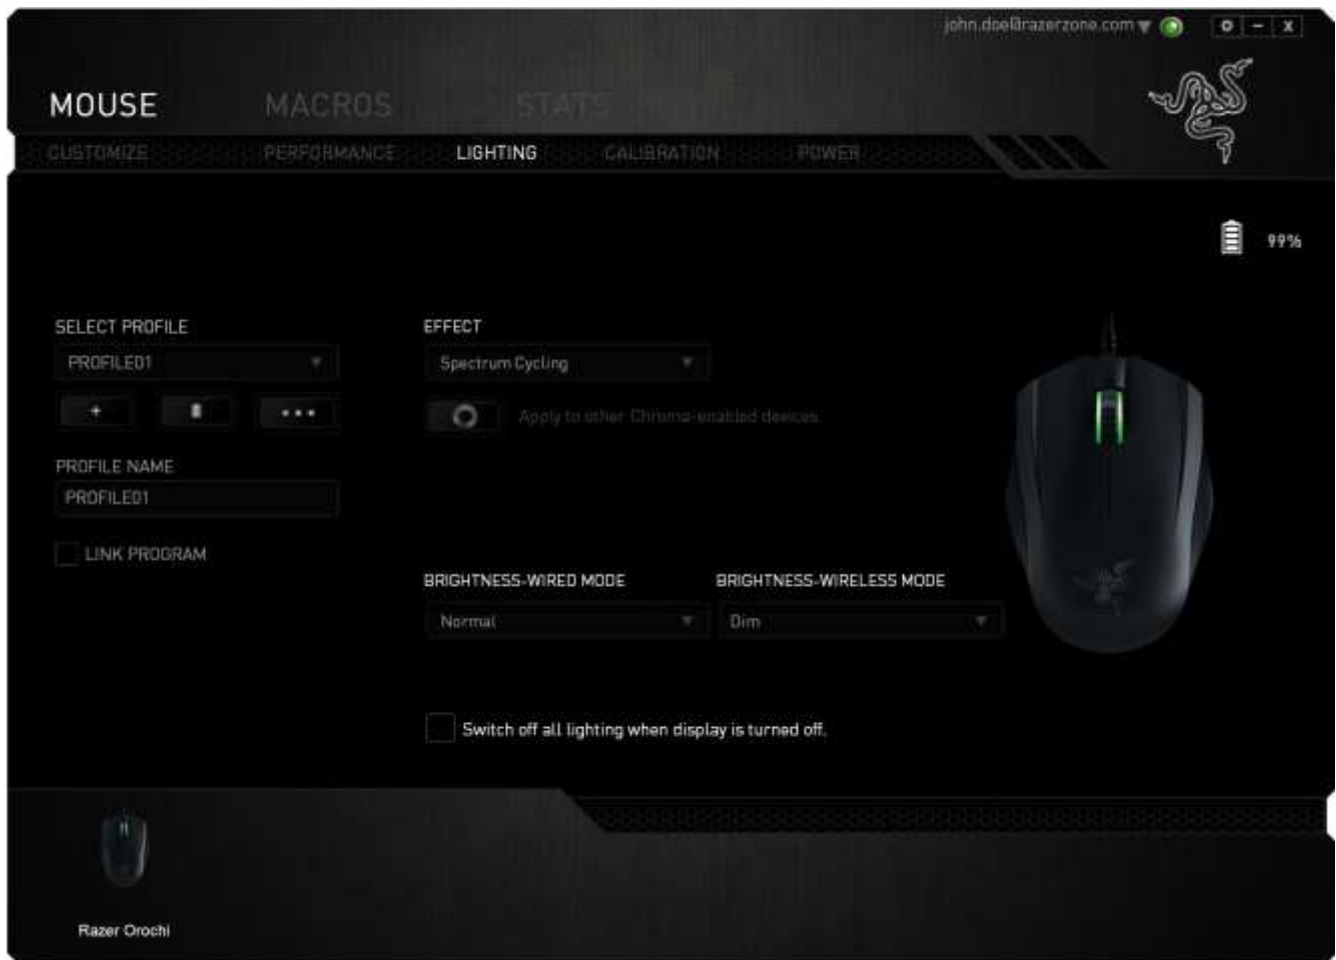 john.doe@razerzone.com
X
MOUSE MACROS STATS
CUSTOMIZE PERFORMANCE LIGHTING CALIBRATION POWER
99%
SELECT PROFILE EFFECT
PROFILE01 Spectrum Cycling
Apply to other Chroma-enabled devices
PROFILE NAME
PROFILE01
LINK PROGRAM
BRIGHTNESS-WIRED MODE BRIGHTNESS-WIRELESS MODE
Normal Dim
Switch off all lighting when display is turned off.
Razer Orochi